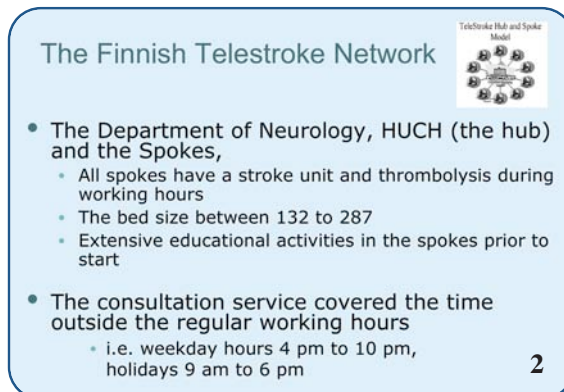 TeleStroke Hub and Spoke
Model
The Finnish Telestroke Network
• The Department of Neurology, HUCH (the hub)
and the Spokes,
• All spokes have a stroke unit and thrombolysis during
working hours
• The bed size between 132 to 287
• Extensive educational activities in the spokes prior to
start
• The consultation service covered the time
outside the regular working hours
• i.e. weekday hours 4 pm to 10 pm,
holidays 9 am to 6 pm
2